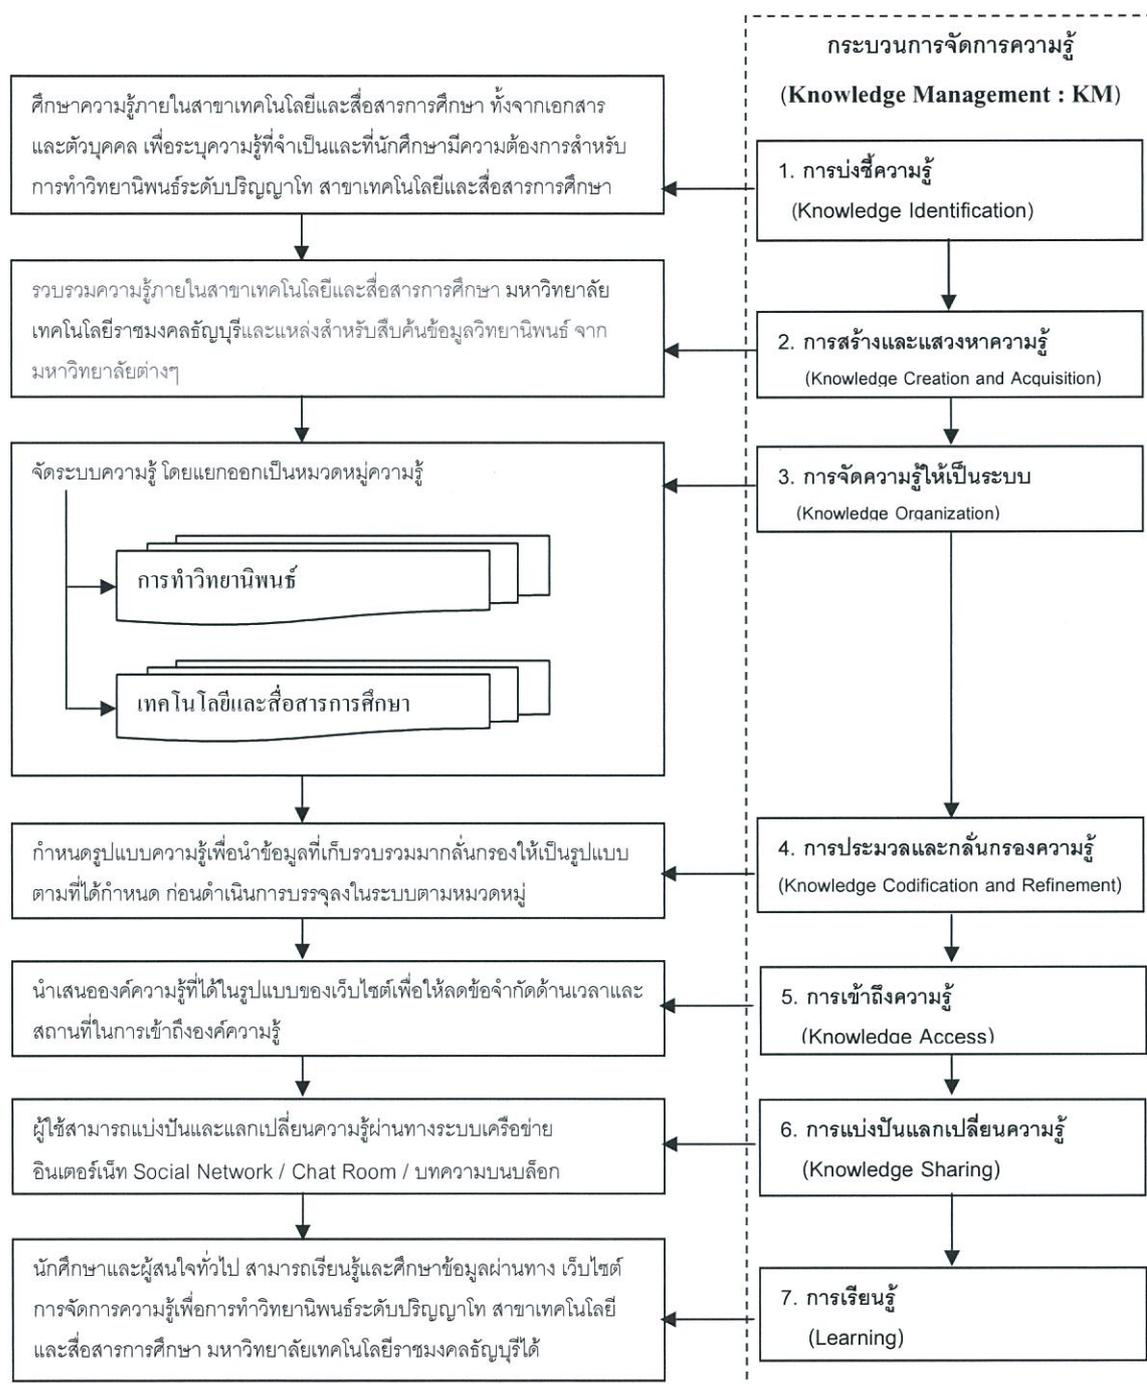 กระบวนการจัดการความรู้
(Knowledge Management : KM)
ศึกษาความรู้ภายในสาขาเทคโนโลยีและสื่อสารการศึกษา ทั้งจากเอกสาร
และตัวบุคคล เพื่อระบุความรู้ที่จำเป็นและที่นักศึกษามีความต้องการสำหรับ
การทำวิทยานิพนธ์ระดับปริญญาโท สาขาเทคโนโลยีและสื่อสารการศึกษา
1. การบ่งชี้ความรู้
(Knowledge Identification)
รวบรวมความรู้ภายในสาขาเทคโนโลยีและสื่อสารการศึกษา มหาวิทยาลัย
เทคโนโลยีราชมงคลธัญบุรีและแหล่งสำหรับสืบค้นข้อมูลวิทยานิพนธ์ จาก
มหาวิทยาลัยต่างๆ
2. การสร้างและแสวงหาความรู้
(Knowledge Creation and Acquisition)
จัดระบบความรู้ โดยแยกออกเป็นหมวดหมู่ความรู้
การทำวิทยานิพนธ์
เทคโนโลยีและสื่อสารการศึกษา
3. การจัดความรู้ให้เป็นระบบ
(Knowledge Organization)
กำหนดรูปแบบความรู้เพื่อนำข้อมูลที่เก็บรวบรวมมากลั่นกรองให้เป็นรูปแบบ
ตามที่ได้กำหนด ก่อนดำเนินการบรรจุลงในระบบตามหมวดหมู่
4. การประมวลและกลั่นกรองความรู้
(Knowledge Codification and Refinement)
นำเสนอองค์ความรู้ที่ได้ในรูปแบบของเว็บไซต์เพื่อให้ลดข้อจำกัดด้านเวลาและ
สถานที่ในการเข้าถึงองค์ความรู้
5. การเข้าถึงความรู้
(Knowledge Access)
ผู้ใช้สามารถแบ่งปันและแลกเปลี่ยนความรู้ผ่านทางระบบเครือข่าย
อินเตอร์เน็ท Social Network / Chat Room / บทความบนบล็อก
6. การแบ่งปันแลกเปลี่ยนความรู้
(Knowledge Sharing)
นักศึกษาและผู้สนใจทั่วไป สามารถเรียนรู้และศึกษาข้อมูลผ่านทาง เว็บไซต์
การจัดการความรู้เพื่อการทำวิทยานิพนธ์ระดับปริญญาโท สาขาเทคโนโลยี
และสื่อสารการศึกษา มหาวิทยาลัยเทคโนโลยีราชมงคลธัญบุรีได้
7. การเรียนรู้
(Learning)